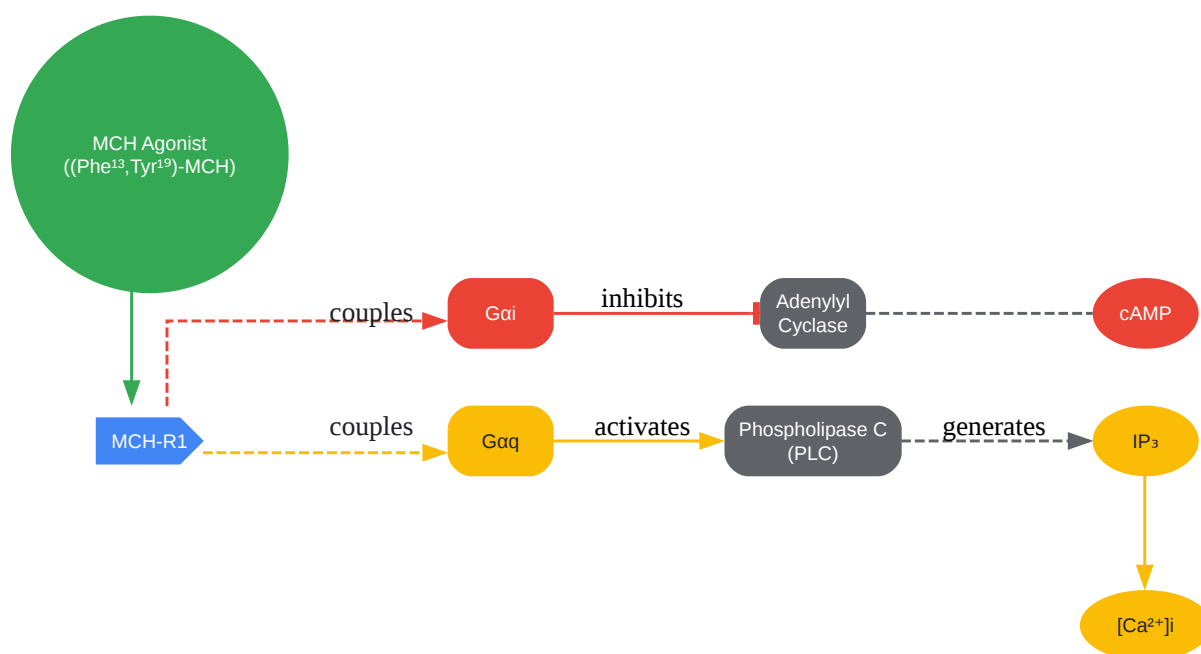 MCH Agonist
((Phe¹³,Tyr¹⁹)-MCH)
couples
Gαi
inhibits
Adenylyl
Cyclase
cAMP
MCH-R1
couples
Gαq
activates
Phospholipase C
(PLC)
generates
IP₃
[Ca²⁺]i